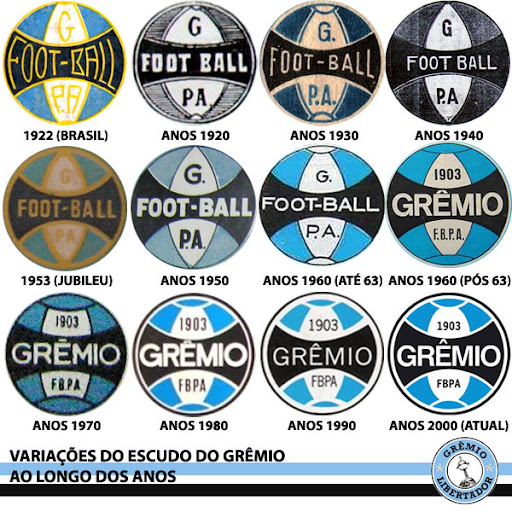 G
FOOT-BALL
P.A
1922 (BRASIL)
G
FOOT BALL
P.A.
ANOS 1920
G
FOOT-BALL
P.A.
ANOS 1930
G
FOOT BALL
P.A
ANOS 1940
G.
FOOT-BALL
PA.
1953 (JUBILEU)
G.
FOOT-BALL
P.A.
ANOS 1950
G.
FOOT-BALL
P.A.
ANOS 1960 (ATÉ 63)
1903
GRÊMIO
F.B.P.A.
ANOS 1960 (PÓS 63)
1903
GRÊMIO
FBPA
ANOS 1970
1903
GRÊMIO
FBPA
ANOS 1980
1903
GRÊMIO
FBPA
ANOS 1990
1903
GRÊMIO
FBPA
ANOS 2000 (ATUAL)
VARIAÇÕES DO ESCUDO DO GRÊMIO
AO LONGO DOS ANOS
GRÊMIO
LIBERTADOR